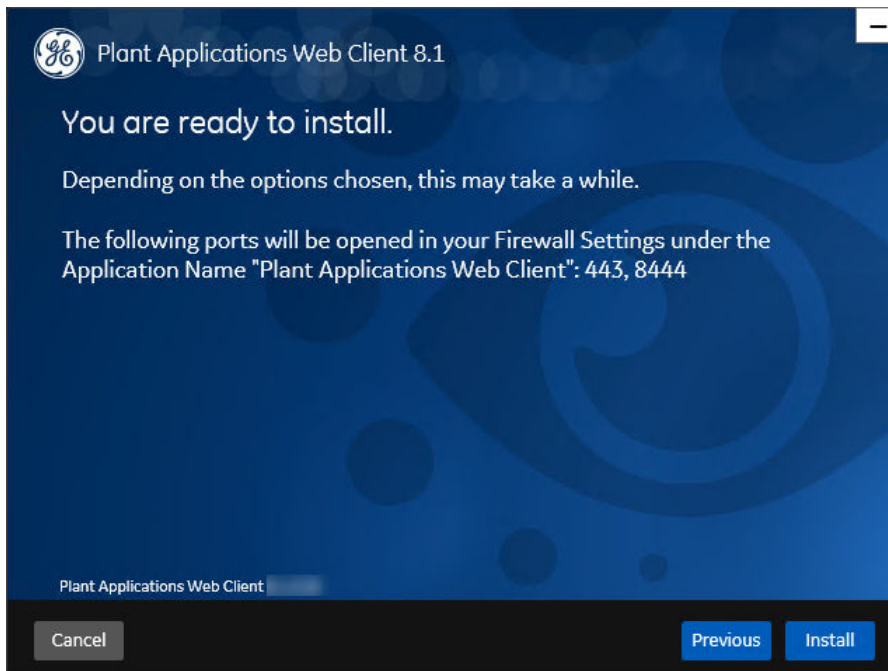 Plant Applications Web Client 8.1
You are ready to install.
Depending on the options chosen, this may take a while.
The following ports will be opened in your Firewall Settings under the
Application Name "Plant Applications Web Client": 443, 8444
Plant Applications Web Client
Cancel
Previous
Install